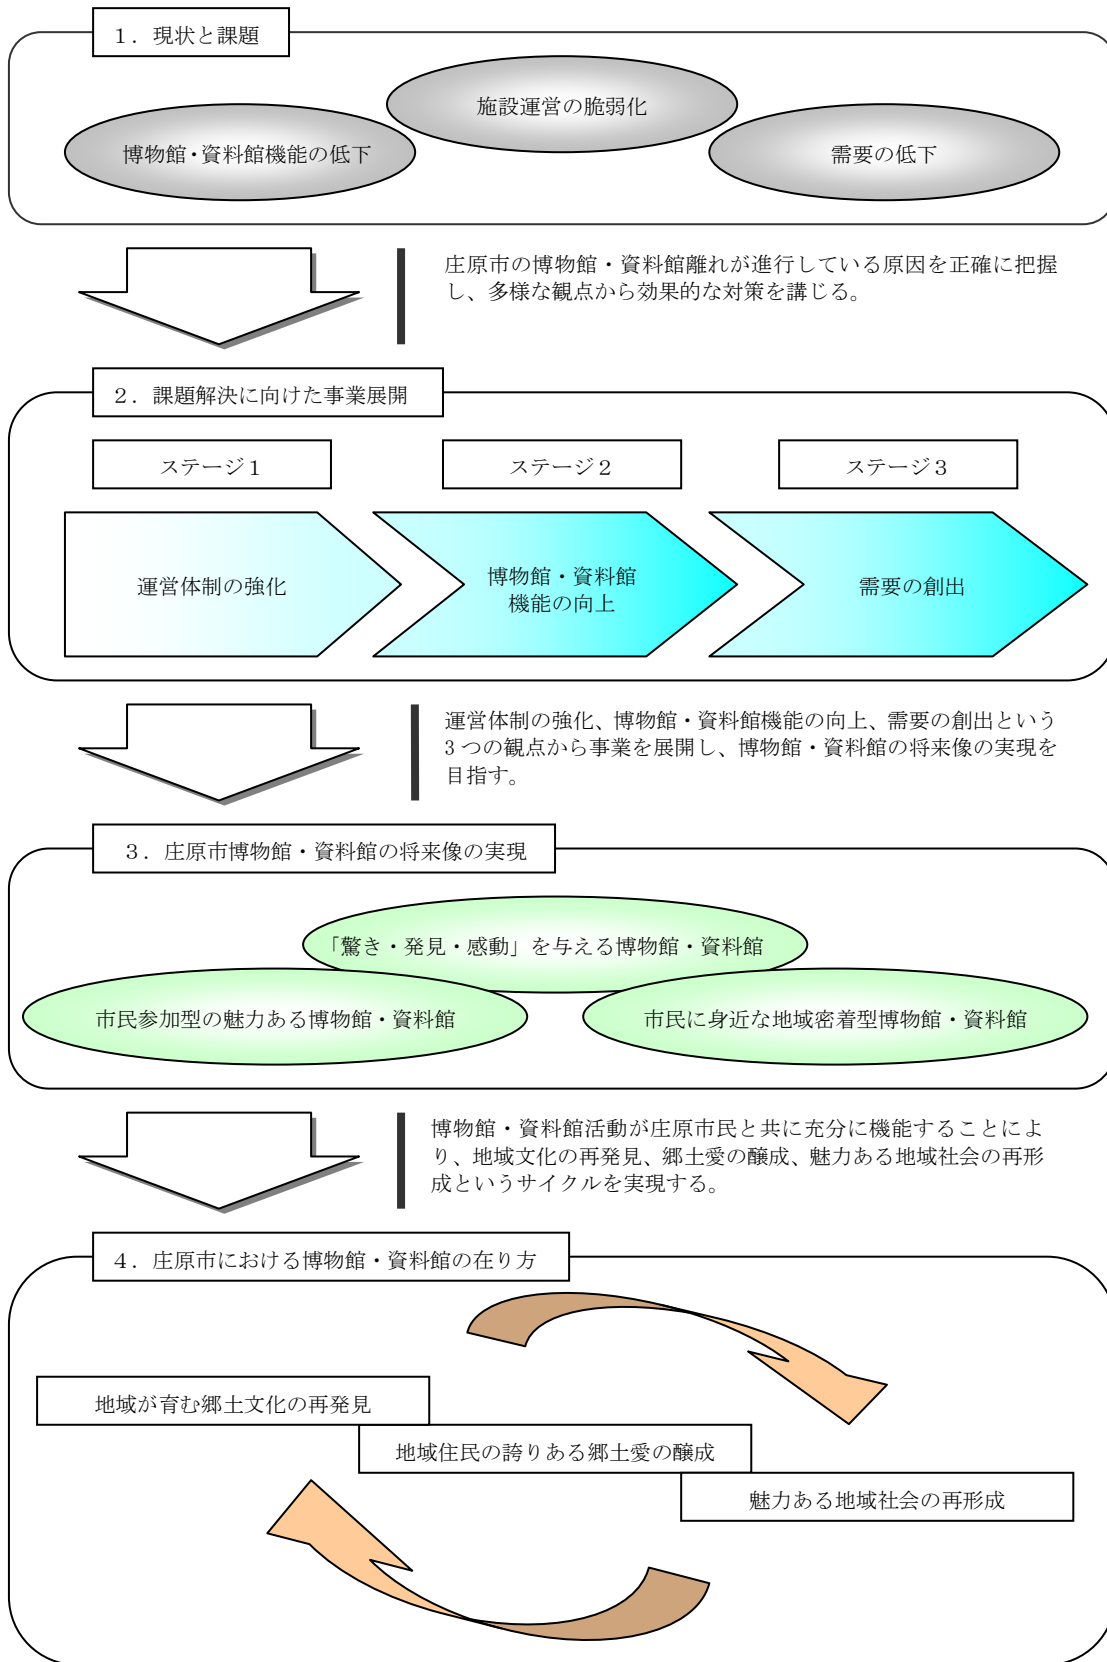 １．現状と課題
施設運営の脆弱化
博物館・資料館機能の低下
需要の低下
庄原市の博物館・資料館離れが進行している原因を正確に把握
し、多様な観点から効果的な対策を講じる。
２．課題解決に向けた事業展開
ステージ１
ステージ２
ステージ３
運営体制の強化
博物館・資料館
機能の向上
需要の創出
運営体制の強化、博物館・資料館機能の向上、需要の創出という
3 つの観点から事業を展開し、博物館・資料館の将来像の実現を
目指す。
３．庄原市博物館・資料館の将来像の実現
「驚き・発見・感動」を与える博物館・資料館
市民参加型の魅力ある博物館・資料館
市民に身近な地域密着型博物館・資料館
博物館・資料館活動が庄原市民と共に充分に機能することによ
り、地域文化の再発見、郷土愛の醸成、魅力ある地域社会の再形
成というサイクルを実現する。
４．庄原市における博物館・資料館の在り方
地域が育む郷土文化の再発見
地域住民の誇りある郷土愛の醸成
魅力ある地域社会の再形成